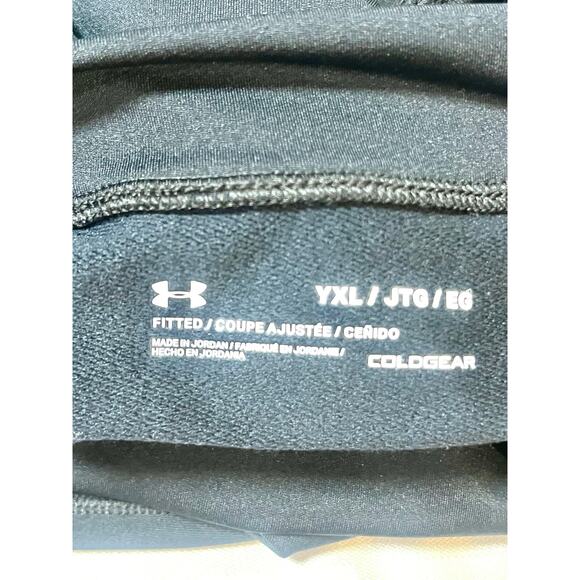 YXL / JTG / EG
FITTED / COUPE AJUSTÉE / CEÑIDO
MADE IN JORDAN / FABRIQUÉ EN JORDANIE /
HECHO EN JORDANIA
COLDGEAR